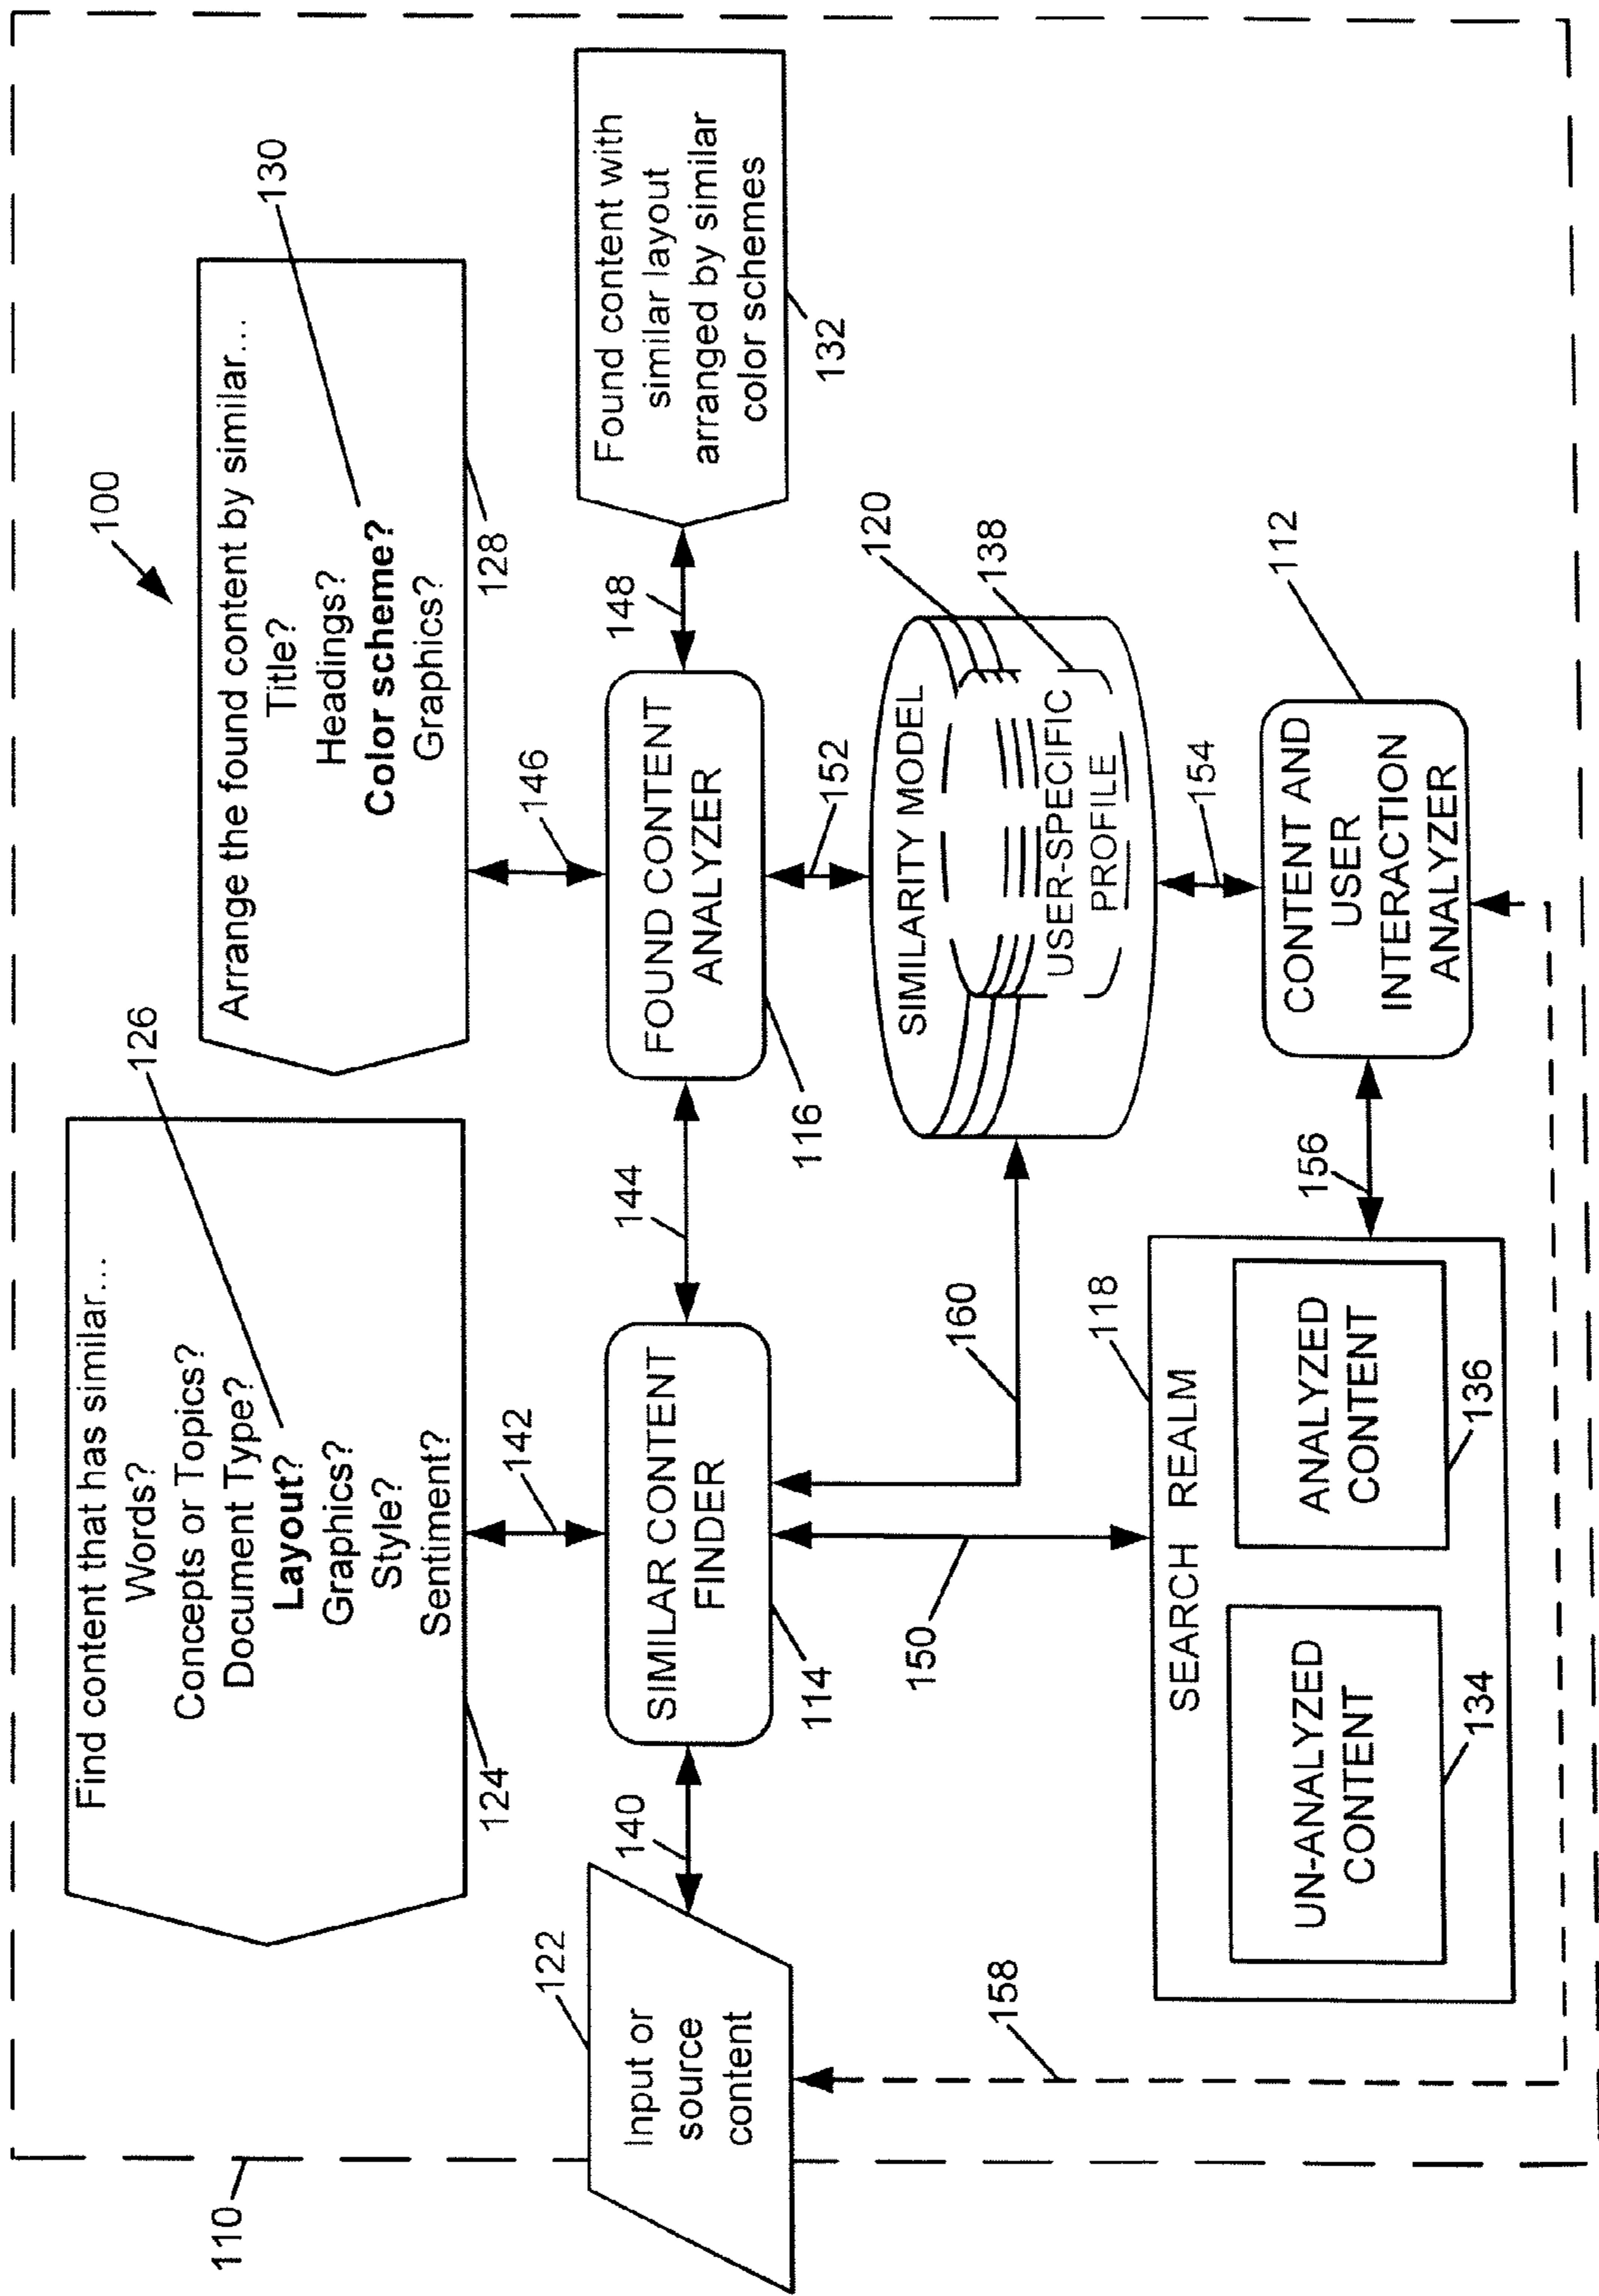 100
110
Find content that has similar...
Words?
Concepts or Topics?
Document Type?
Layout?
Graphics?
Style?
Sentiment?
124
126
Arrange the found content by similar...
Title?
Headings?
Color scheme?
Graphics?
128
130
142
146
122
Input or
source
content
140
SIMILAR CONTENT
FINDER
114
144
FOUND CONTENT
ANALYZER
116
148
Found content with
similar layout
arranged by similar
color schemes
132
150
160
152
SIMILARITY MODEL
120
USER-SPECIFIC
PROFILE
138
158
118
SEARCH REALM
UN-ANALYZED
CONTENT
134
ANALYZED
CONTENT
136
156
154
CONTENT AND
USER
INTERACTION
ANALYZER
112